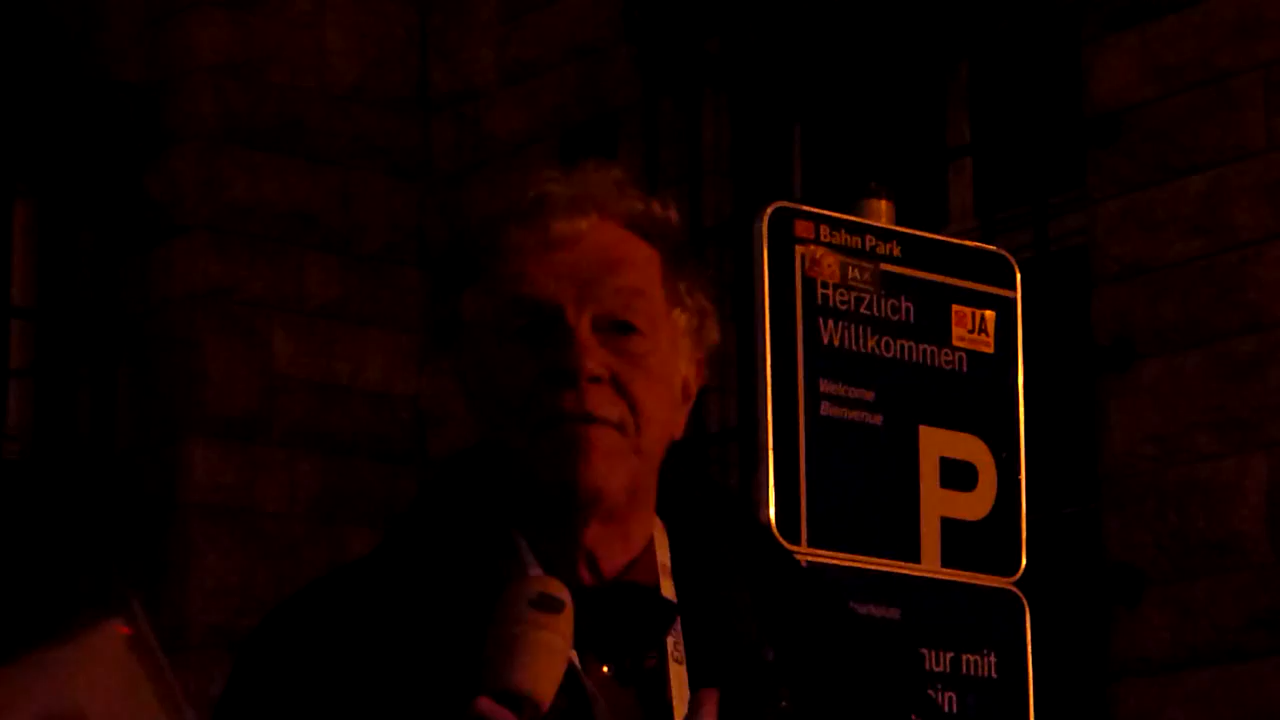 Bahn Park
JA
Herzlich
Willkommen
JA
Welcome
Bienvenue
P
nur mit